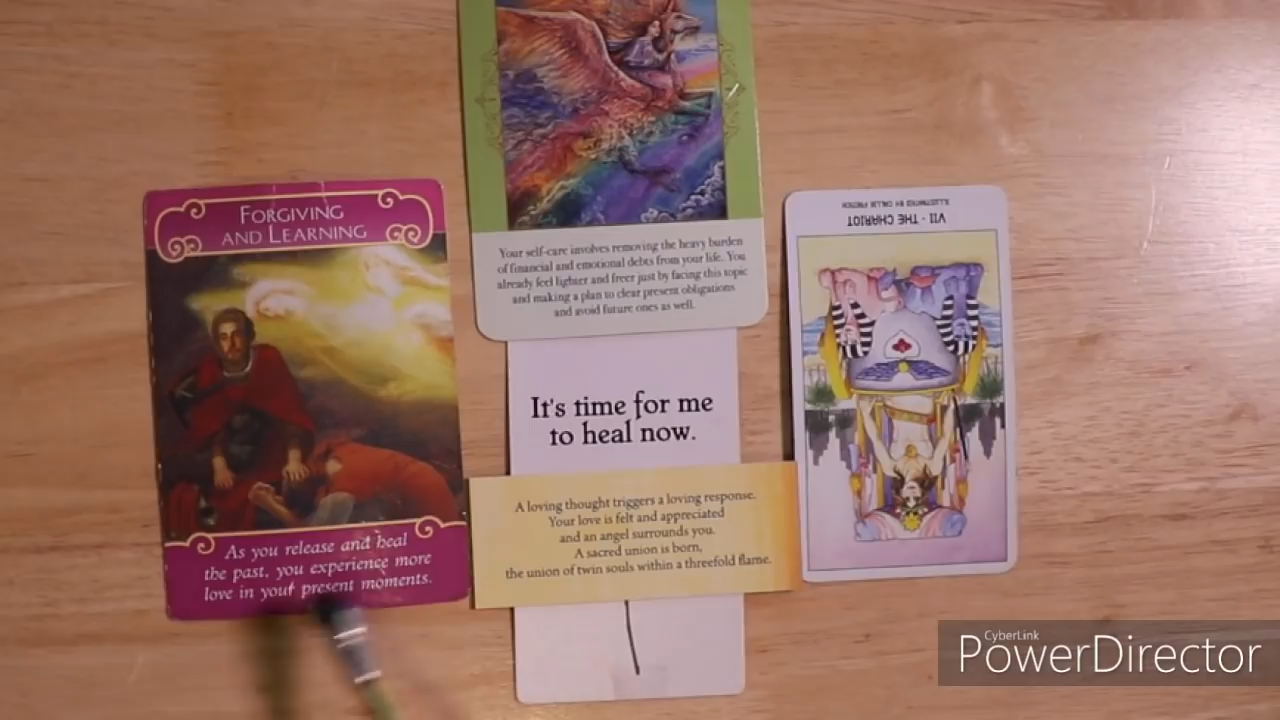 FORGIVING
AND LEARNING
As you release and heal
the past, you experience more
love in your present moments.
Your self-care involves removing the heavy burden
of financial and emotional debts from your life. You
already feel lighter and freer just by facing this topic
and making a plan to clear present obligations
and avoid future ones as well.
It's time for me
to heal now.
A loving thought triggers a loving response.
Your love is felt and appreciated
and an angel surrounds you.
A sacred union is born,
the union of twin souls within a threefold flame.
VII - THE CHARIOT
ILLUSTRATED BY CALLIE FRENCH
CyberLink
PowerDirector